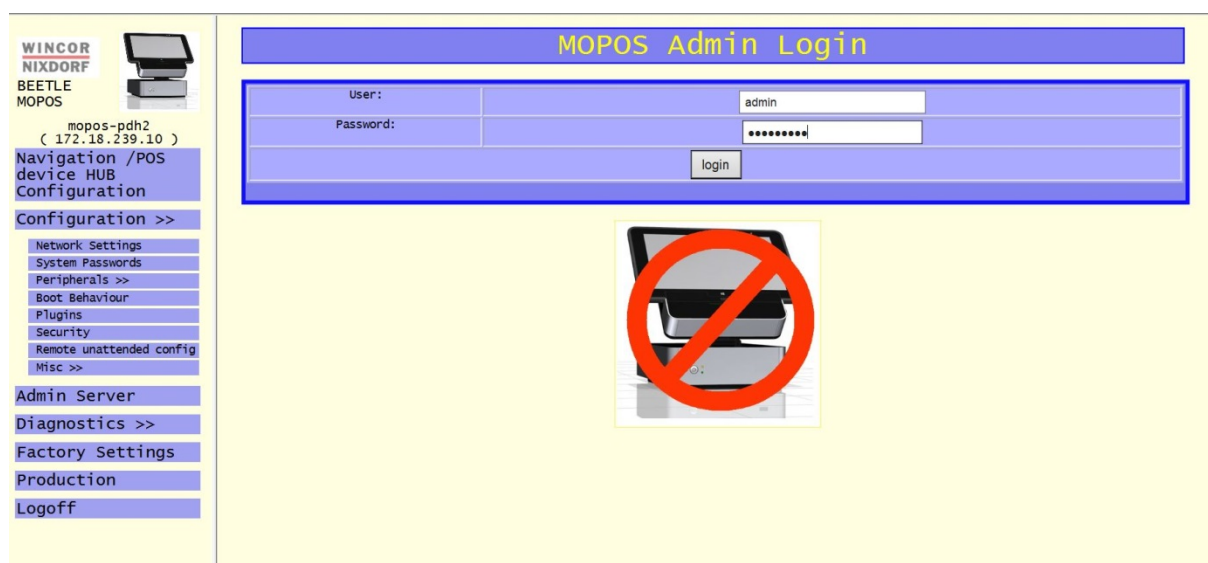 WINCOR
NIXDORF
BEETLE
MOPOS
mopos-pdh2
( 172.18.239.10 )
Navigation /POS
device HUB
Configuration
Configuration >>
Network Settings
System Passwords
Peripherals >>
Boot Behaviour
Plugins
Security
Remote unattended config
Misc >>
Admin Server
Diagnostics >>
Factory Settings
Production
Logoff
MOPOS Admin Login
User:
admin
Password:
•••••••••
login